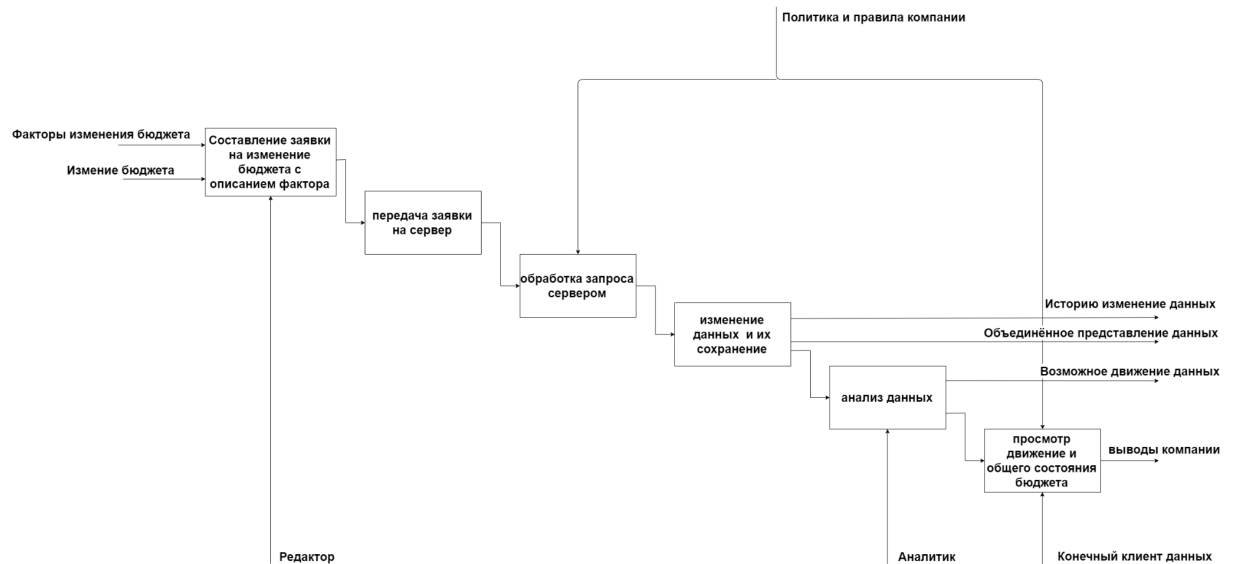 Политика и правила компании
Факторы изменения бюджета
Измение бюджета
Составление заявки
на изменение
бюджета с
описанием фактора
передача заявки
на сервер
обработка запроса
сервером
изменение
данных и их
сохранение
Историю изменение данных
Объединённое представление данных
Возможное движение данных
анализ данных
просмотр
движение и
общего состояния
бюджета
выводы компании
Редактор
Аналитик
Конечный клиент данных